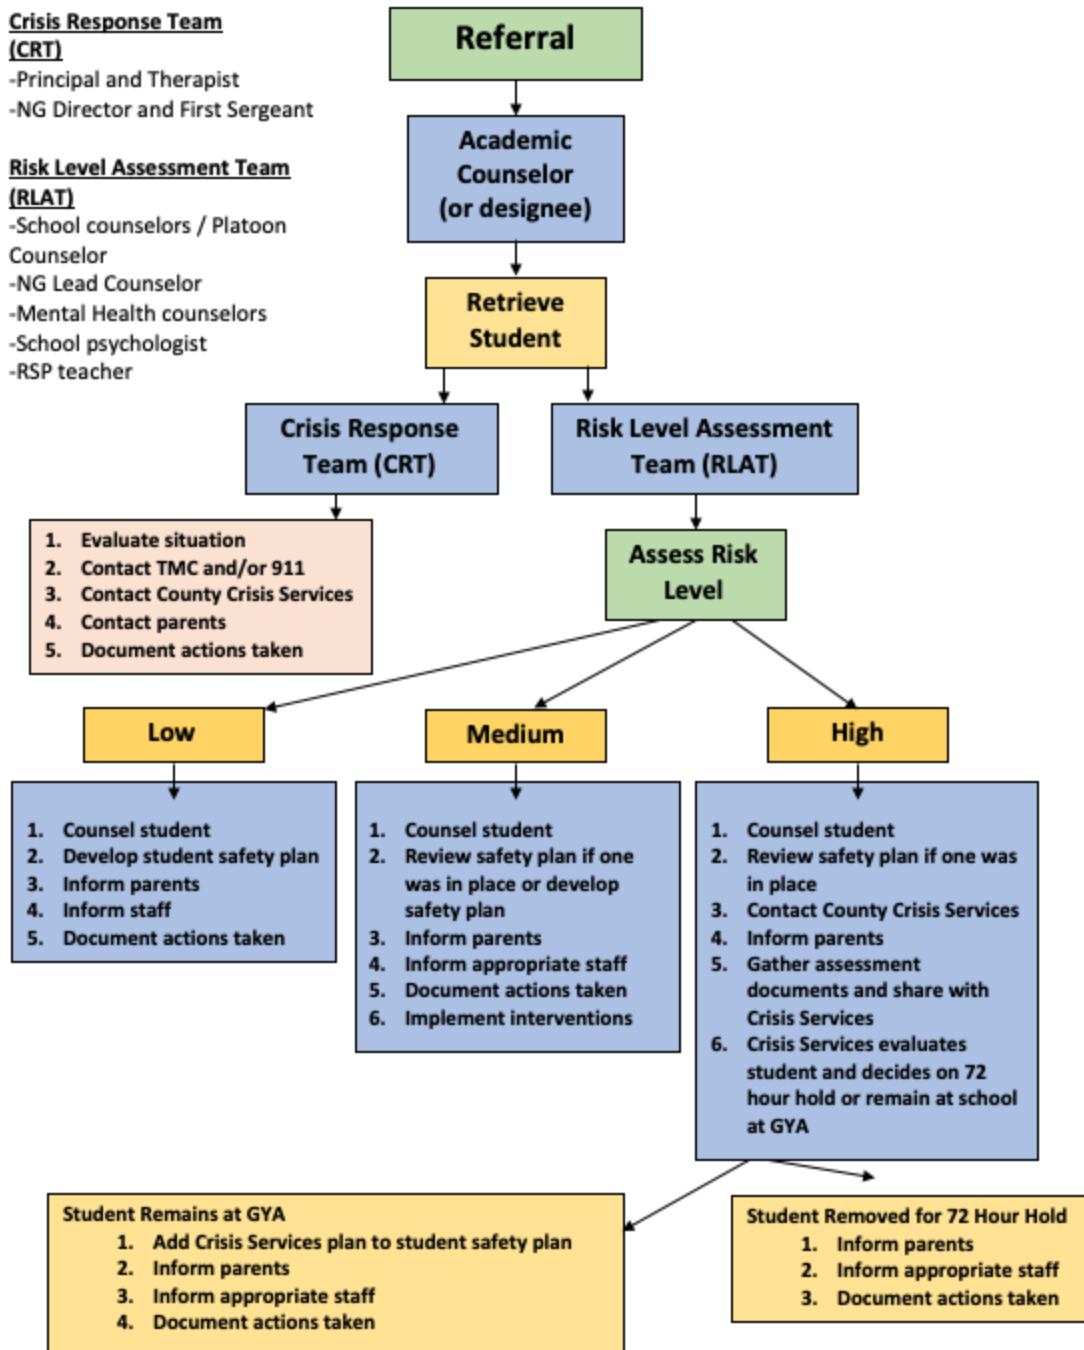 Crisis Response Team
(CRT)
-Principal and Therapist
-NG Director and First Sergeant
Risk Level Assessment Team
(RLAT)
-School counselors / Platoon
Counselor
-NG Lead Counselor
-Mental Health counselors
-School psychologist
-RSP teacher
Referral
Academic
Counselor
(or designee)
Retrieve
Student
Crisis Response
Team (CRT)
Risk Level Assessment
Team (RLAT)
1. Evaluate situation
2. Contact TMC and/or 911
3. Contact County Crisis Services
4. Contact parents
5. Document actions taken
Assess Risk
Level
Low
Medium
High
1. Counsel student
2. Develop student safety plan
3. Inform parents
4. Inform staff
5. Document actions taken
1. Counsel student
2. Review safety plan if one
was in place or develop
safety plan
3. Inform parents
4. Inform appropriate staff
5. Document actions taken
6. Implement interventions
1. Counsel student
2. Review safety plan if one was
in place
3. Contact County Crisis Services
4. Inform parents
5. Gather assessment
documents and share with
Crisis Services
6. Crisis Services evaluates
student and decides on 72
hour hold or remain at school
at GYA
Student Remains at GYA
1. Add Crisis Services plan to student safety plan
2. Inform parents
3. Inform appropriate staff
4. Document actions taken
Student Removed for 72 Hour Hold
1. Inform parents
2. Inform appropriate staff
3. Document actions taken